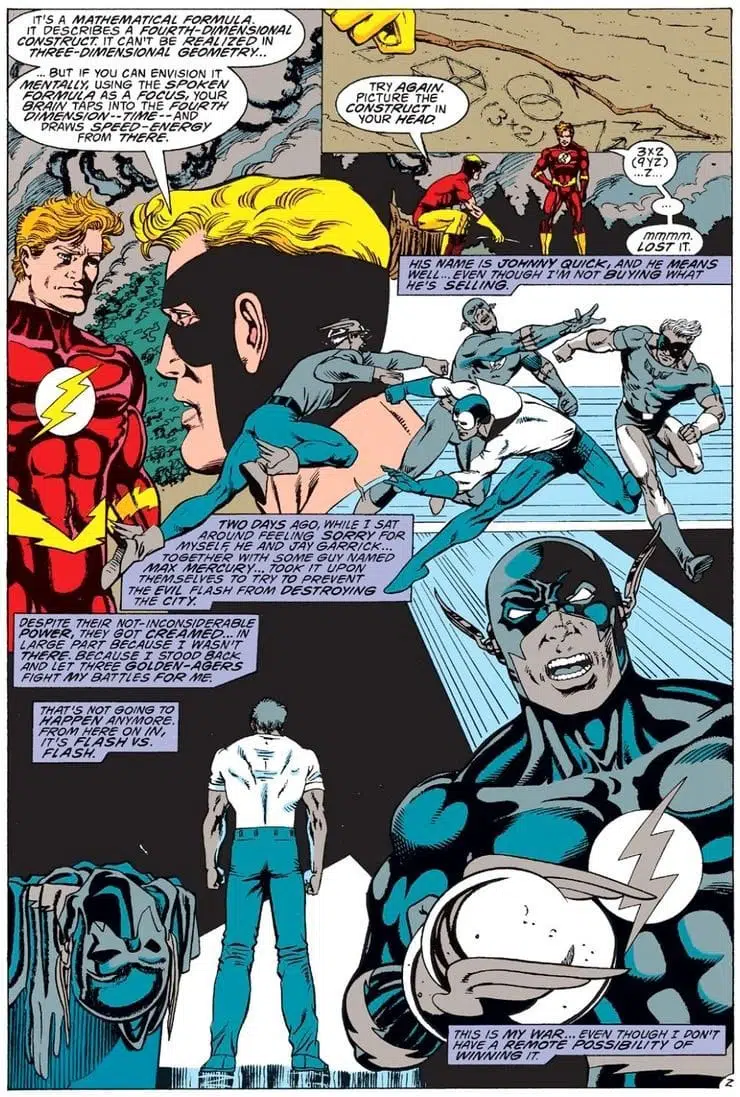 IT'S A MATHEMATICAL FORMULA.
IT DESCRIBES A FOURTH-DIMENSIONAL
CONSTRUCT. IT CAN'T BE REALIZED IN
THREE-DIMENSIONAL GEOMETRY...
... BUT IF YOU CAN ENVISION IT
MENTALLY, USING THE SPOKEN
FORMULA AS A FOCUS, YOUR
BRAIN TAPS INTO THE FOURTH
DIMENSION--TIME--AND
DRAWS SPEED-ENERGY
FROM THERE.
(3×2)
TRY AGAIN.
PICTURE THE
CONSTRUCT IN
YOUR HEAD.
3×2
(9YZ)
...Z...
...
MMMM.
LOST IT.
HIS NAME IS JOHNNY QUICK, AND HE MEANS
WELL... EVEN THOUGH I'M NOT BUYING WHAT
HE'S SELLING.
TWO DAYS AGO, WHILE I SAT
AROUND FEELING SORRY FOR
MYSELF HE AND JAY GARRICK...
TOGETHER WITH SOME GUY NAMED
MAX MERCURY... TOOK IT UPON
THEMSELVES TO TRY TO PREVENT
THE EVIL FLASH FROM DESTROYING
THE CITY.
DESPITE THEIR NOT-INCONSIDERABLE
POWER, THEY GOT CREAMED... IN
LARGE PART BECAUSE I WASN'T
THERE. BECAUSE I STOOD BACK
AND LET THREE GOLDEN-AGERS
FIGHT MY BATTLES FOR ME.
THAT'S NOT GOING TO
HAPPEN ANYMORE.
FROM HERE ON IN,
IT'S FLASH VS.
FLASH.
THIS IS MY WAR... EVEN THOUGH I DON'T
HAVE A REMOTE POSSIBILITY OF
WINNING IT.
2